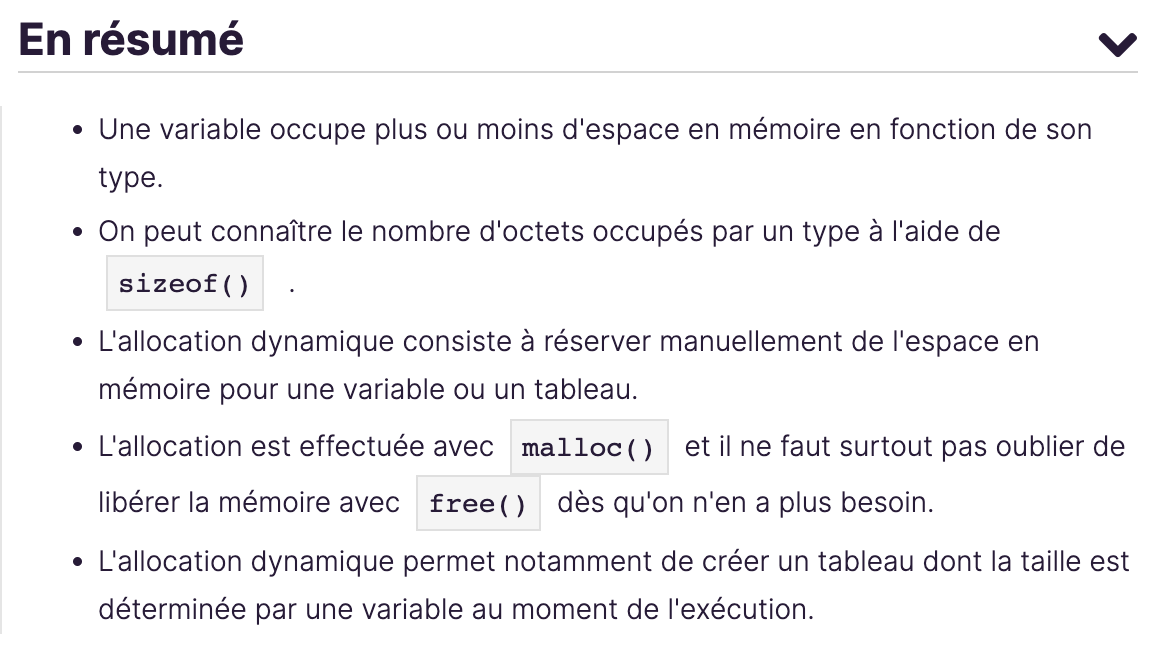 En résumé
• Une variable occupe plus ou moins d'espace en mémoire en fonction de son
type.
• On peut connaître le nombre d'octets occupés par un type à l'aide de
sizeof() .
• L'allocation dynamique consiste à réserver manuellement de l'espace en
mémoire pour une variable ou un tableau.
• L'allocation est effectuée avec malloc() et il ne faut surtout pas oublier de
libérer la mémoire avec free() dès qu'on n'en a plus besoin.
• L'allocation dynamique permet notamment de créer un tableau dont la taille est
déterminée par une variable au moment de l'exécution.